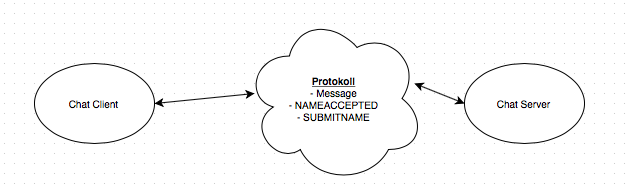 Chat Client
Protokoll
- Message
- NAMEACCEPTED
- SUBMITNAME
Chat Server